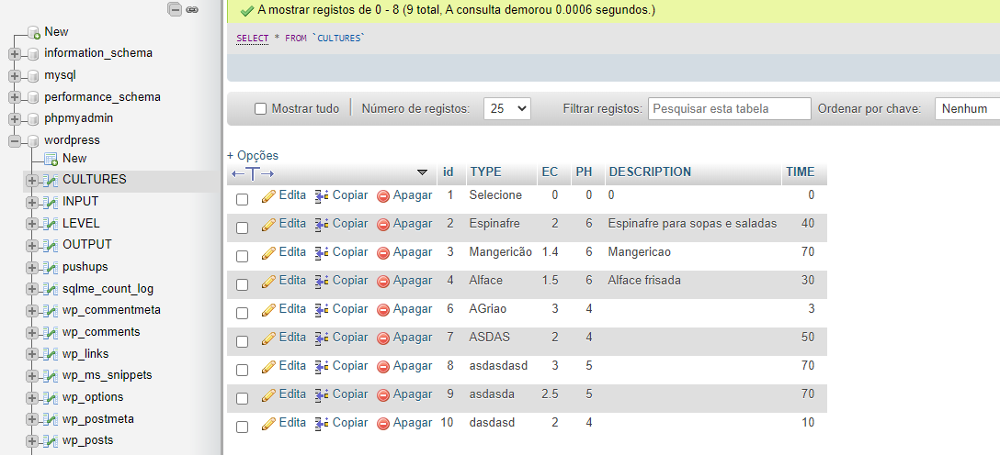 New
information_schema
mysql
performance_schema
phpmyadmin
wordpress
New
CULTURES
INPUT
LEVEL
OUTPUT
pushups
sqlme_count_log
wp_commentmeta
wp_comments
wp_links
wp_ms_snippets
wp_options
wp_postmeta
wp_posts
A mostrar registos de 0 - 8 (9 total, A consulta demorou 0.0006 segundos.)
SELECT * FROM `CULTURES`
Mostrar tudo Número de registos: 25 Filtrar registos: Pesquisar esta tabela Ordenar por chave: Nenhum
+ Opções
←T→ id TYPE EC PH DESCRIPTION TIME
Edita Copiar Apagar 1 Selecione 0 0 0 0
Edita Copiar Apagar 2 Espinafre 2 6 Espinafre para sopas e saladas 40
Edita Copiar Apagar 3 Mangericão 1.4 6 Mangericao 70
Edita Copiar Apagar 4 Alface 1.5 6 Alface frisada 30
Edita Copiar Apagar 6 AGriao 3 4 3
Edita Copiar Apagar 7 ASDAS 2 4 50
Edita Copiar Apagar 8 asdasdasd 3 5 70
Edita Copiar Apagar 9 asdasda 2.5 5 70
Edita Copiar Apagar 10 dasdasd 2 4 10